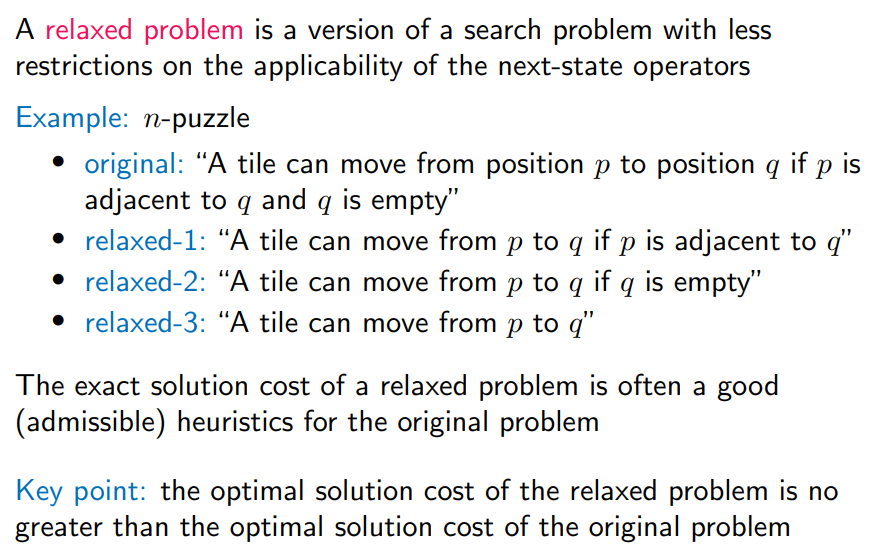 A relaxed problem is a version of a search problem with less
restrictions on the applicability of the next-state operators
Example: n-puzzle
• original: “A tile can move from position p to position q if p is
adjacent to q and q is empty”
• relaxed-1: “A tile can move from p to q if p is adjacent to q”
• relaxed-2: “A tile can move from p to q if q is empty”
• relaxed-3: “A tile can move from p to q”
The exact solution cost of a relaxed problem is often a good
(admissible) heuristics for the original problem
Key point: the optimal solution cost of the relaxed problem is no
greater than the optimal solution cost of the original problem